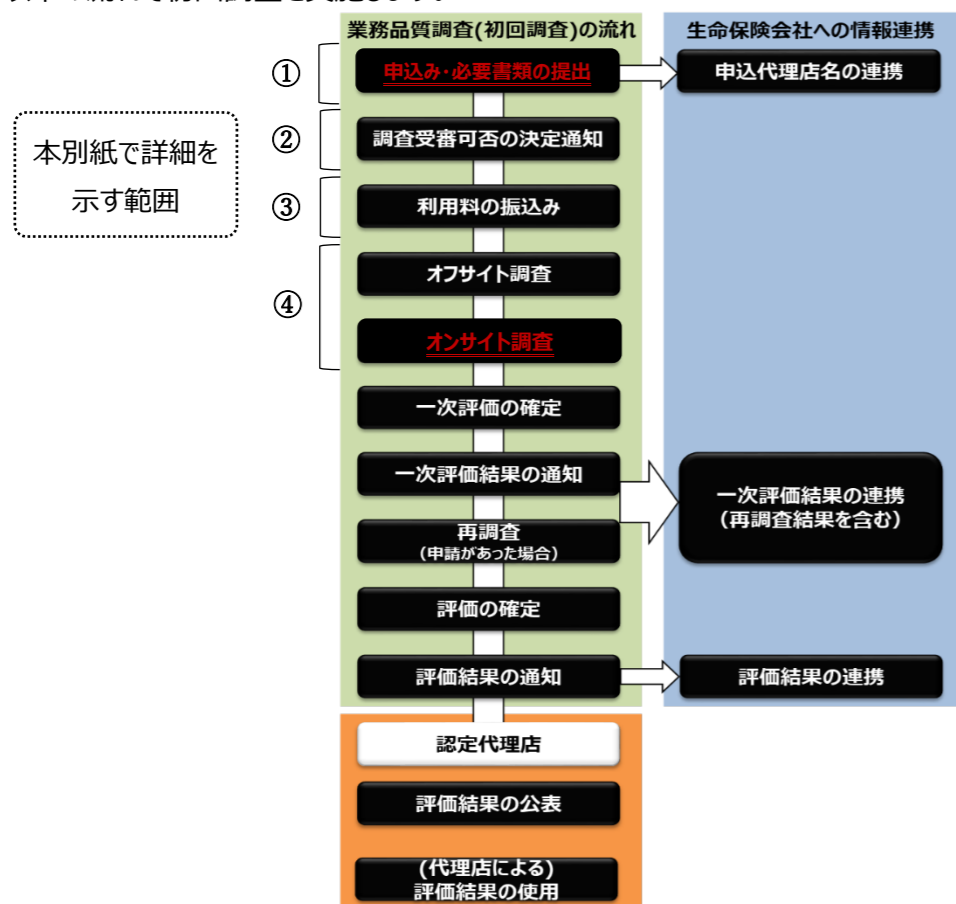 業務品質調査(初回調査)の流れ
生命保険会社への情報連携
①
申込み・必要書類の提出
申込代理店名の連携
本別紙で詳細を
示す範囲
②
調査受審可否の決定通知
③
利用料の振込み
④
オフサイト調査
オンサイト調査
一次評価の確定
一次評価結果の通知
一次評価結果の連携
(再調査結果を含む)
再調査
(申請があった場合)
評価の確定
評価結果の通知
評価結果の連携
認定代理店
評価結果の公表
(代理店による)
評価結果の使用